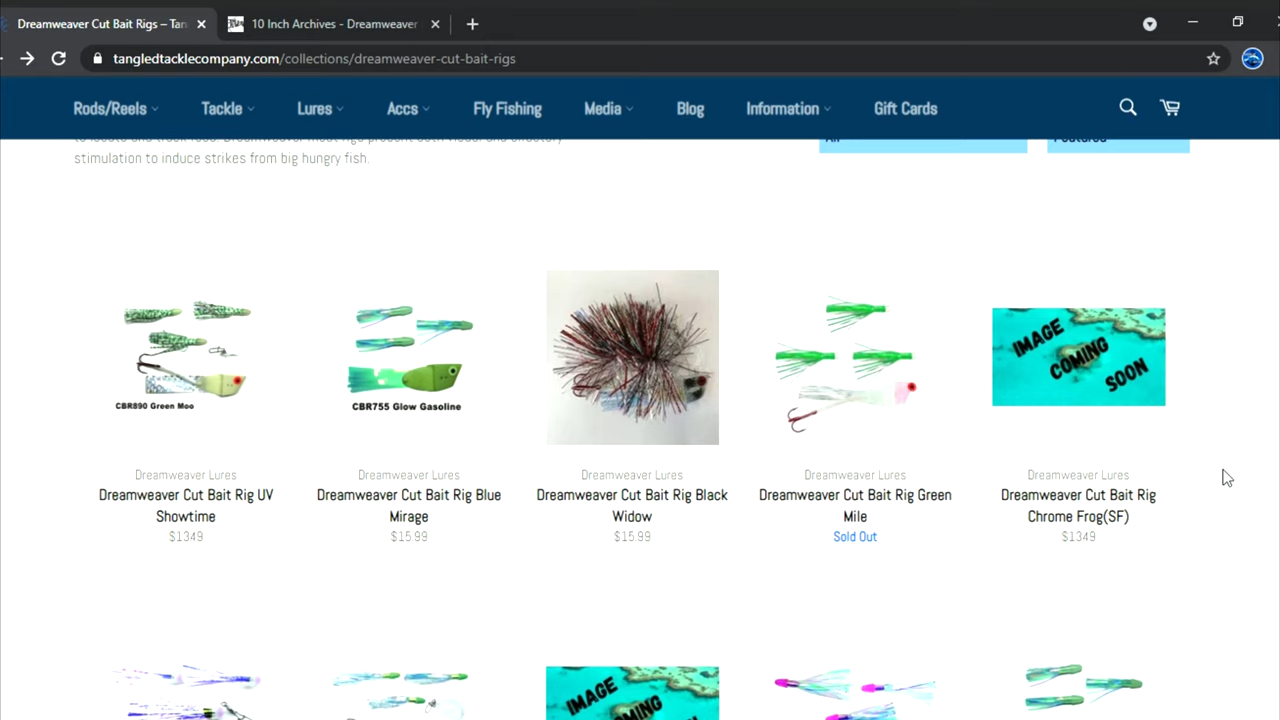 Dreamweaver Cut Bait Rigs – Tan
10 Inch Archives - Dreamweaver
tangledtacklecompany.com/collections/dreamweaver-cut-bait-rigs
Rods/Reels Tackle Lures Accs Fly Fishing Media Blog Information Gift Cards
stimulation to induce strikes from big hungry fish.
CBR890 Green Moo
CBR755 Glow Gasoline
IMAGE
COMING
SOON
Dreamweaver Lures
Dreamweaver Cut Bait Rig UV
Showtime
$1349
Dreamweaver Lures
Dreamweaver Cut Bait Rig Blue
Mirage
$15.99
Dreamweaver Lures
Dreamweaver Cut Bait Rig Black
Widow
$15.99
Dreamweaver Lures
Dreamweaver Cut Bait Rig Green
Mile
Sold Out
Dreamweaver Lures
Dreamweaver Cut Bait Rig
Chrome Frog(SF)
$1349
IMAGE